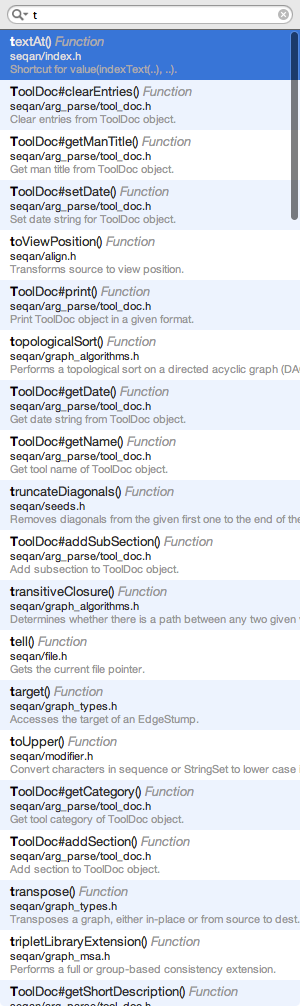 t
textAt() Function
seqan/index.h
Shortcut for value(indexText(..), ..).
ToolDoc#clearEntries() Function
seqan/arg_parse/tool_doc.h
Clear entries from ToolDoc object.
ToolDoc#getManTitle() Function
seqan/arg_parse/tool_doc.h
Get man title from ToolDoc object.
ToolDoc#setDate() Function
seqan/arg_parse/tool_doc.h
Set date string for ToolDoc object.
toViewPosition() Function
seqan/align.h
Transforms source to view position.
ToolDoc#print() Function
seqan/arg_parse/tool_doc.h
Print ToolDoc object in a given format.
topologicalSort() Function
seqan/graph_algorithms.h
Performs a topological sort on a directed acyclic graph (DAG
ToolDoc#getDate() Function
seqan/arg_parse/tool_doc.h
Get date string from ToolDoc object.
ToolDoc#getName() Function
seqan/arg_parse/tool_doc.h
Get tool name of ToolDoc object.
truncateDiagonals() Function
seqan/seeds.h
Removes diagonals from the given first one to the end of the
ToolDoc#addSubSection() Function
seqan/arg_parse/tool_doc.h
Add subsection to ToolDoc object.
transitiveClosure() Function
seqan/graph_algorithms.h
Determines whether there is a path between any two given
tell() Function
seqan/file.h
Gets the current file pointer.
target() Function
seqan/graph_types.h
Accesses the target of an EdgeStump.
toUpper() Function
seqan/modifier.h
Convert characters in sequence or StringSet to lower case
ToolDoc#getCategory() Function
seqan/arg_parse/tool_doc.h
Get tool category of ToolDoc object.
ToolDoc#addSection() Function
seqan/arg_parse/tool_doc.h
Add section to ToolDoc object.
transpose() Function
seqan/graph_types.h
Transposes a graph, either in-place or from source to dest.
tripletLibraryExtension() Function
seqan/graph_msa.h
Performs a full or group-based consistency extension.
ToolDoc#getShortDescription() Function
seqan/arg_parse/tool_doc.h